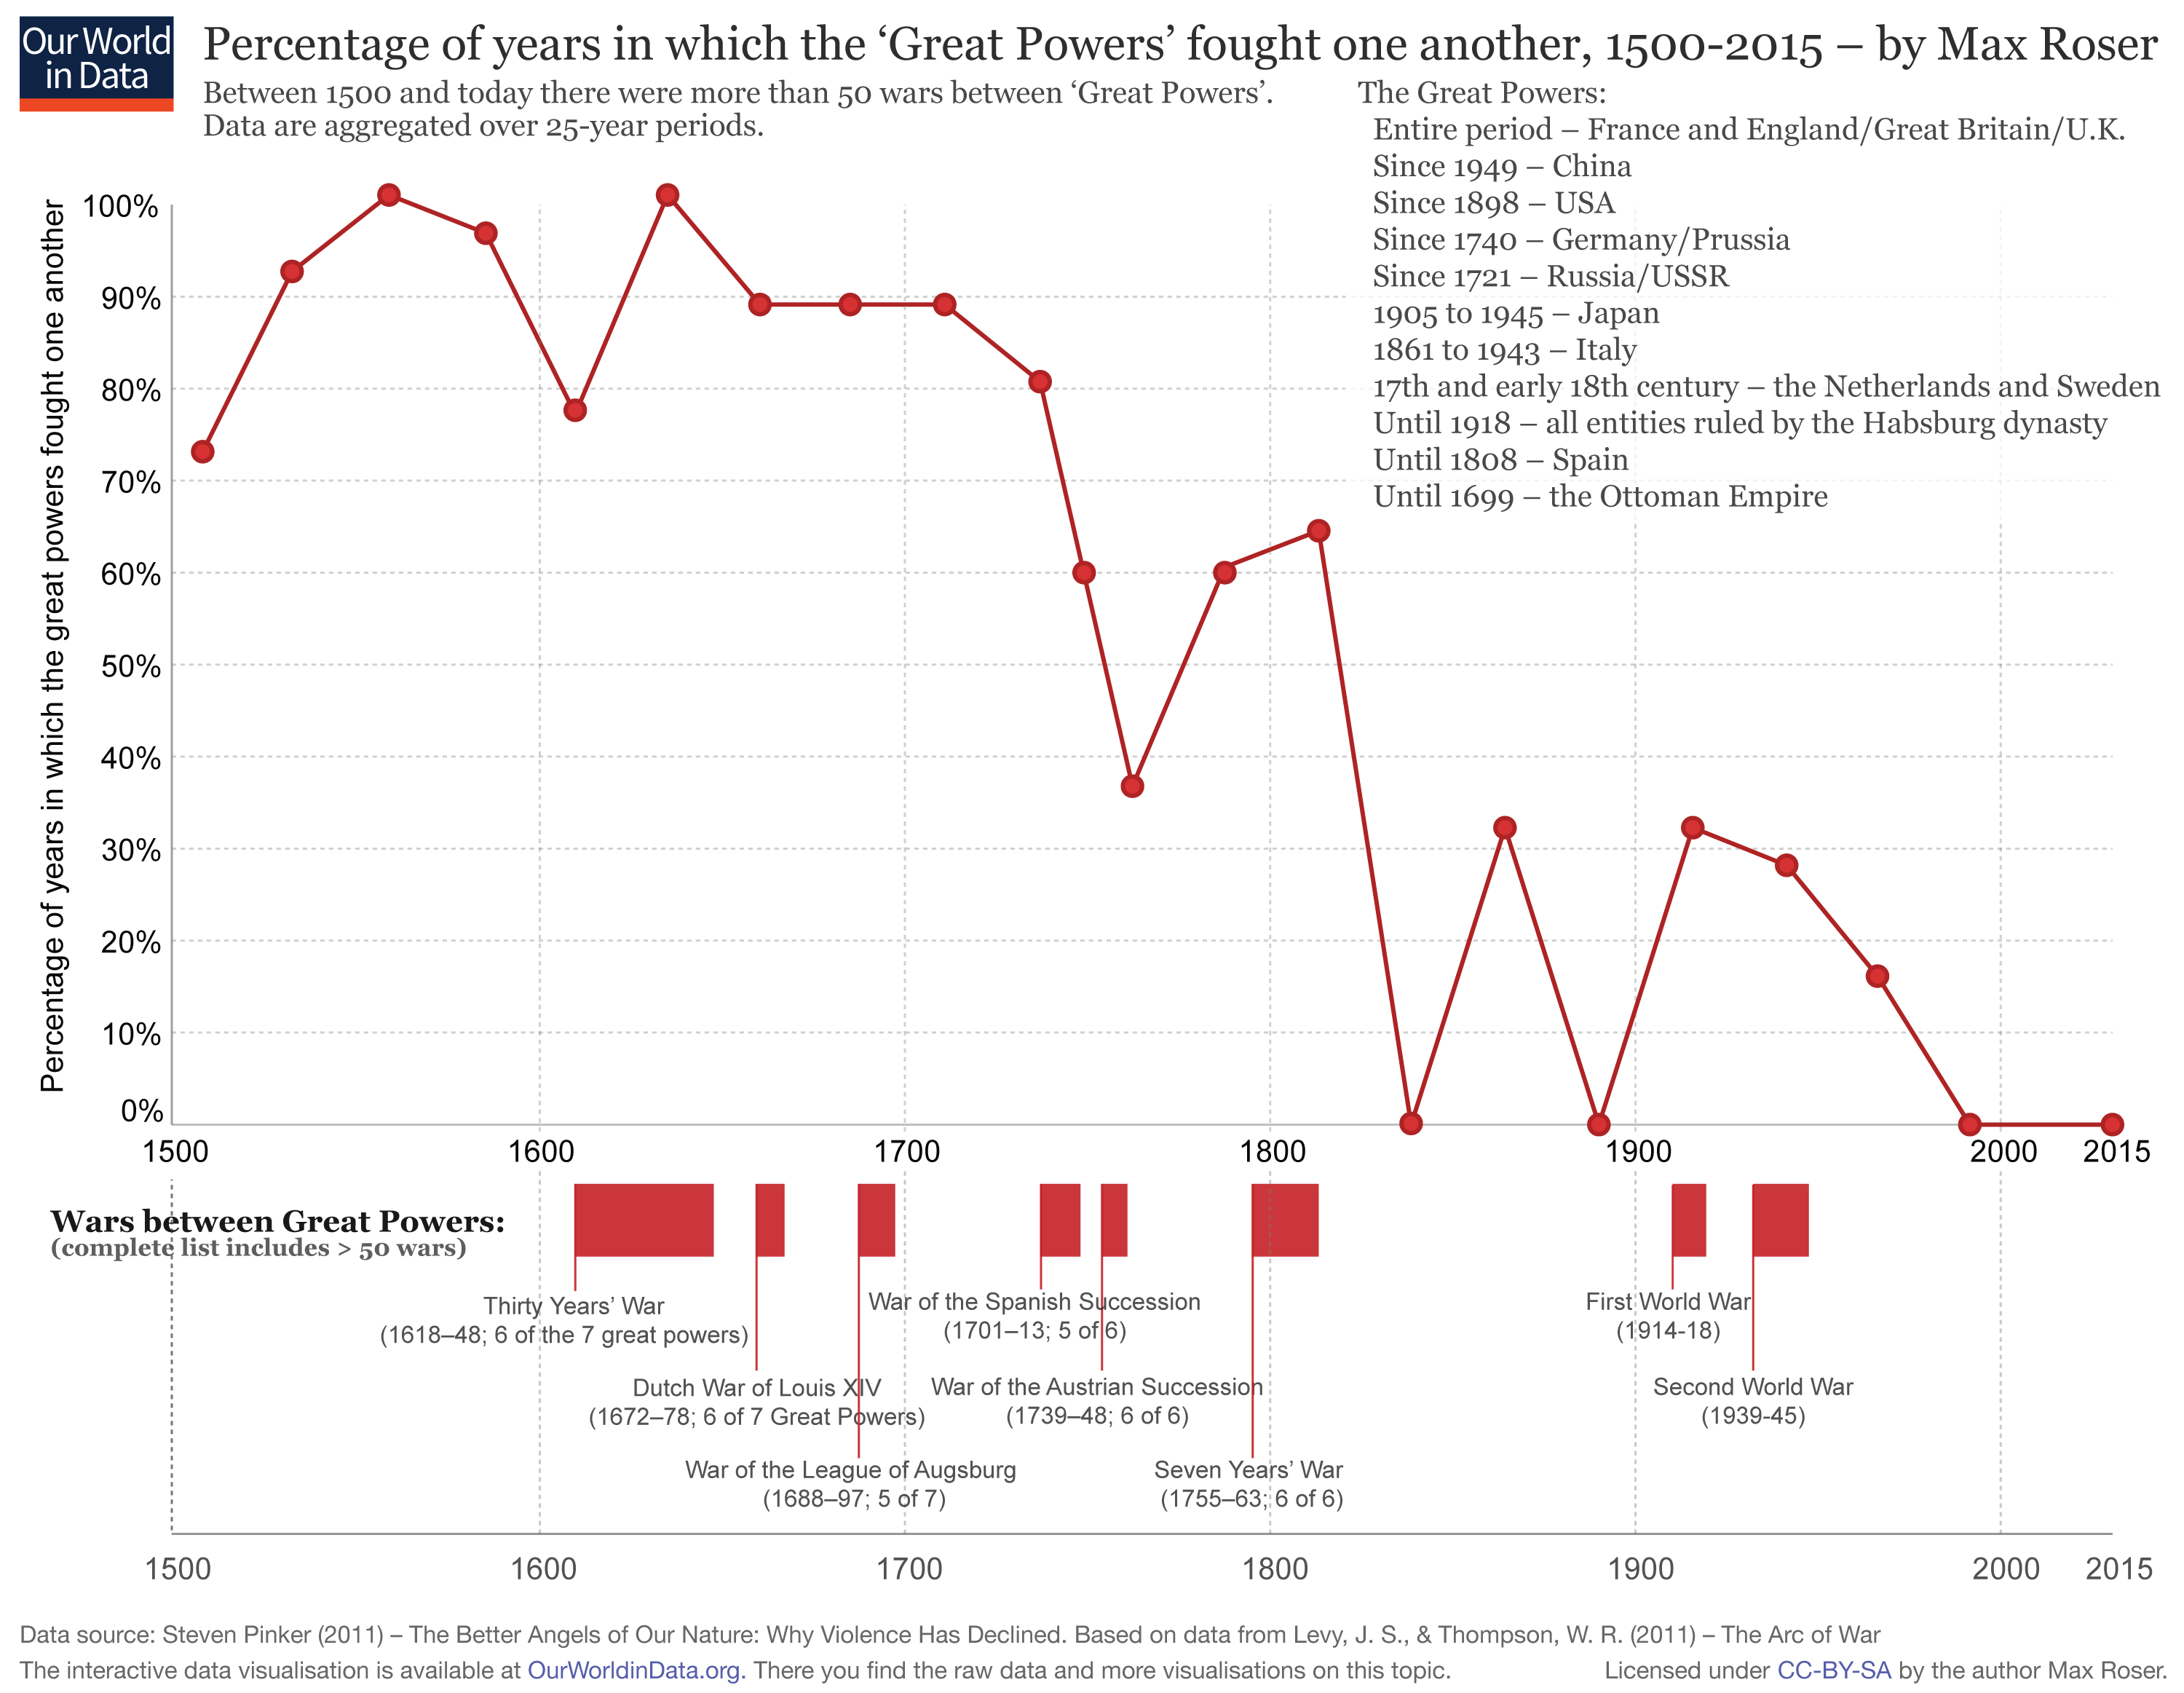 Our World
in Data
Percentage of years in which the ‘Great Powers’ fought one another, 1500-2015 – by Max Roser
Between 1500 and today there were more than 50 wars between ‘Great Powers’.
Data are aggregated over 25-year periods.
The Great Powers:
Entire period – France and England/Great Britain/U.K.
Since 1949 – China
Since 1898 – USA
Since 1740 – Germany/Prussia
Since 1721 – Russia/USSR
1905 to 1945 – Japan
1861 to 1943 – Italy
17th and early 18th century – the Netherlands and Sweden
Until 1918 – all entities ruled by the Habsburg dynasty
Until 1808 – Spain
Until 1699 – the Ottoman Empire
Percentage of years in which the great powers fought one another
100%
90%
80%
70%
60%
50%
40%
30%
20%
10%
0%
1500 1600 1700 1800 1900 2000 2015
Wars between Great Powers:
(complete list includes > 50 wars)
Thirty Years’ War
(1618–48; 6 of the 7 great powers)
Dutch War of Louis XIV
(1672–78; 6 of 7 Great Powers)
War of the League of Augsburg
(1688–97; 5 of 7)
War of the Spanish Succession
(1701–13; 5 of 6)
War of the Austrian Succession
(1739–48; 6 of 6)
Seven Years’ War
(1755–63; 6 of 6)
First World War
(1914-18)
Second World War
(1939-45)
1500 1600 1700 1800 1900 2000 2015
Data source: Steven Pinker (2011) – The Better Angels of Our Nature: Why Violence Has Declined. Based on data from Levy, J. S., & Thompson, W. R. (2011) – The Arc of War
The interactive data visualisation is available at OurWorldinData.org. There you find the raw data and more visualisations on this topic.
Licensed under CC-BY-SA by the author Max Roser.